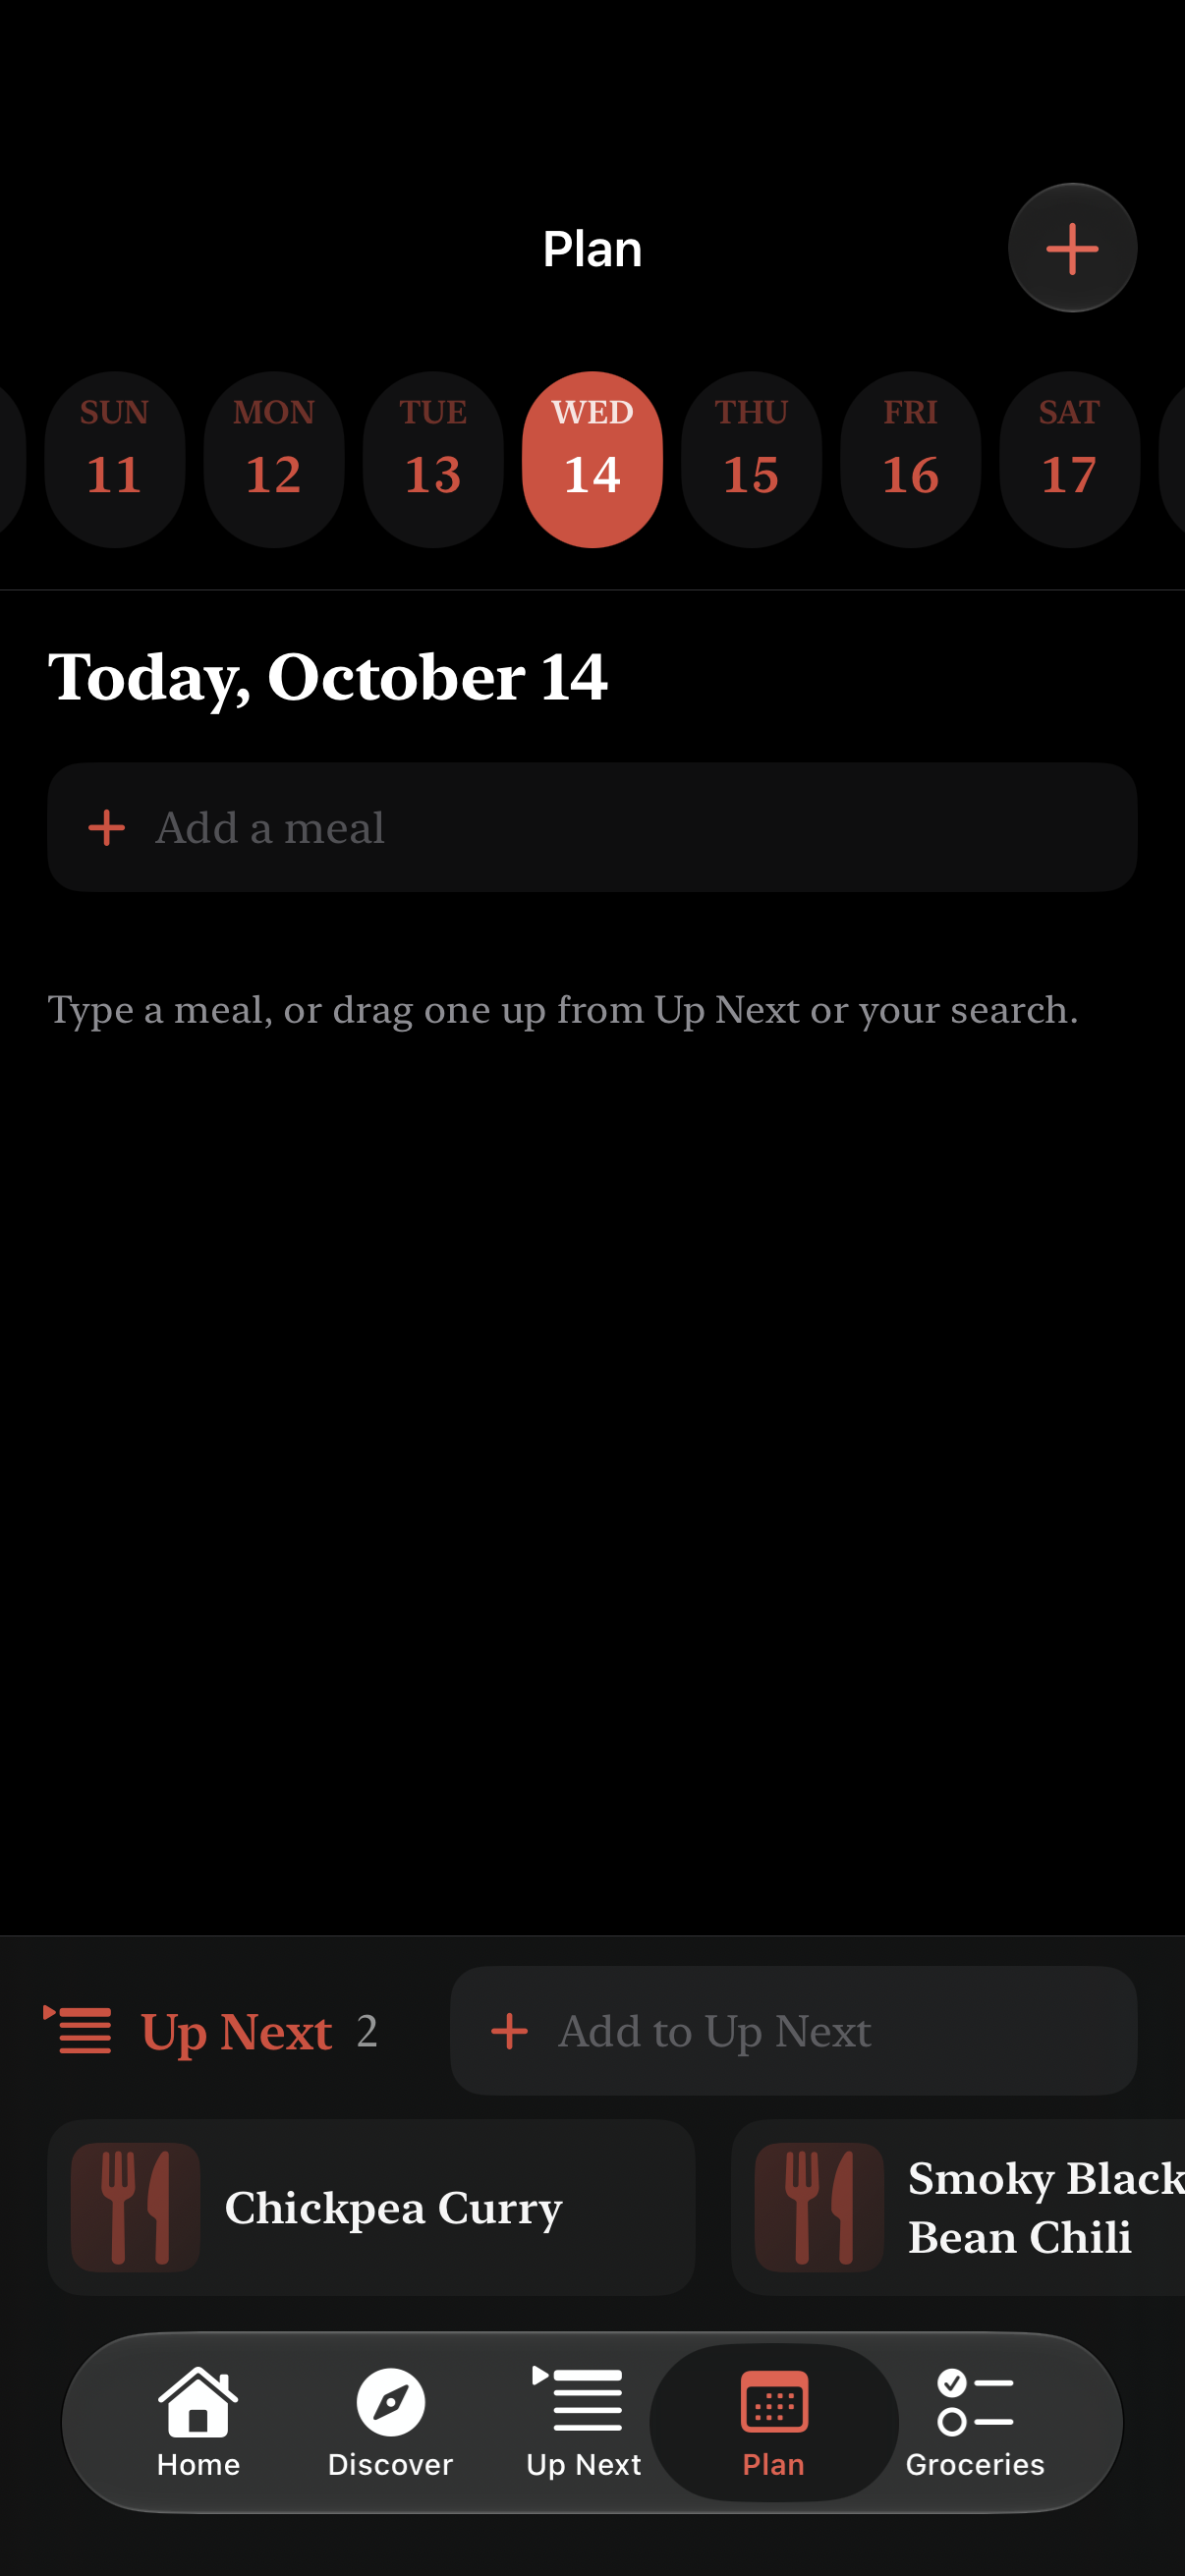 Plan
SUN MON TUE WED THU FRI SAT
11 12 13 14 15 16 17
Today, October 14
Add a meal
Type a meal, or drag one up from Up Next or your search.
Up Next 2
Add to Up Next
Chickpea Curry
Smoky Black
Bean Chili
Home Discover Up Next Plan Groceries